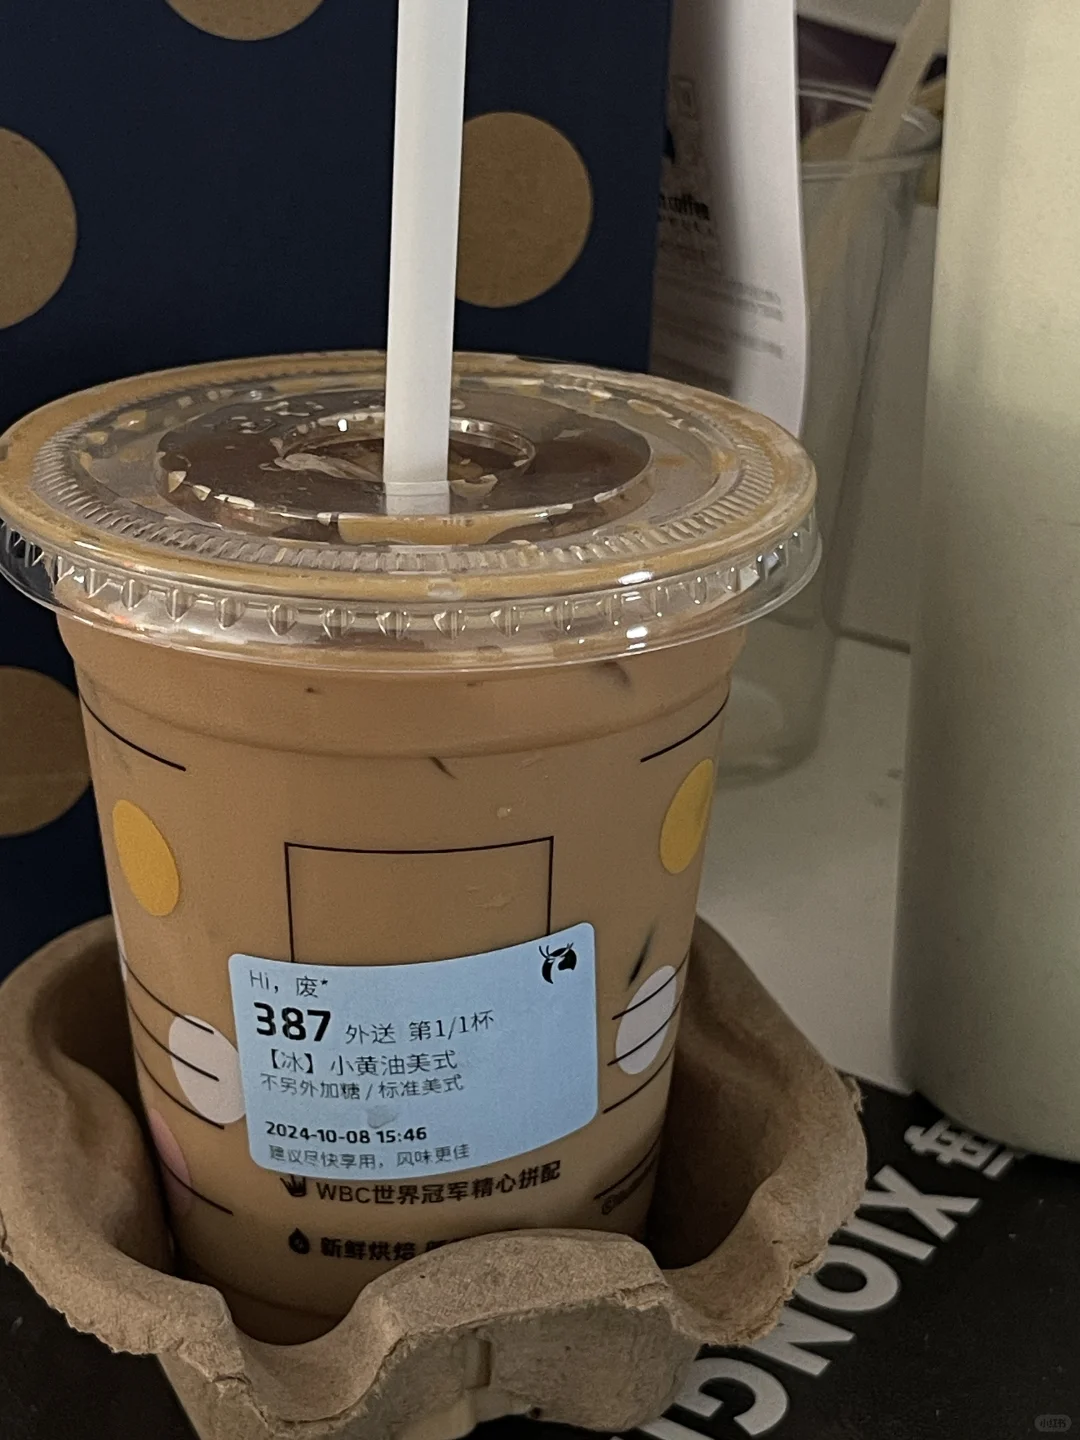 coffee
Hi，废*
387 外送 第1/1杯
【冰】小黄油美式
不另外加糖 / 标准美式
2024-10-08 15:46
建议尽快享用，风味更佳
WBC世界冠军精心拼配
新鲜烘焙
XIONG
小红书